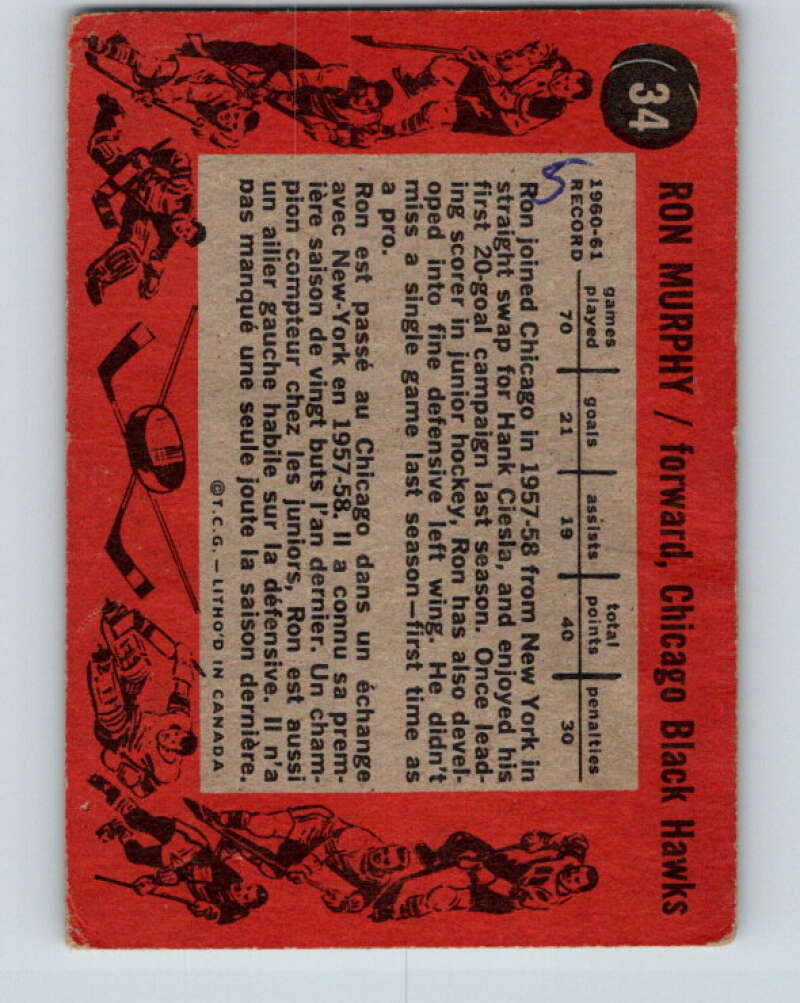 34
RON MURPHY / forward, Chicago Black Hawks
1960-61 RECORD
games played goals assists total points penalties
70 21 19 40 30
5
Ron joined Chicago in 1957-58 from New York in
straight swap for Hank Ciesla, and enjoyed his
first 20-goal campaign last season. Once lead-
ing scorer in junior hockey, Ron has also devel-
oped into fine defensive left wing. He didn't
miss a single game last season—first time as
a pro.
Ron est passé au Chicago dans un échange
avec New-York en 1957-58. Il a connu sa prem-
ière saison de vingt buts l'an dernier. Un cham-
pion compteur chez les juniors, Ron est aussi
un ailier gauche habile sur la défensive. Il n'a
pas manqué une seule joute la saison dernière.
©T.C.G. — LITHO'D IN CANADA